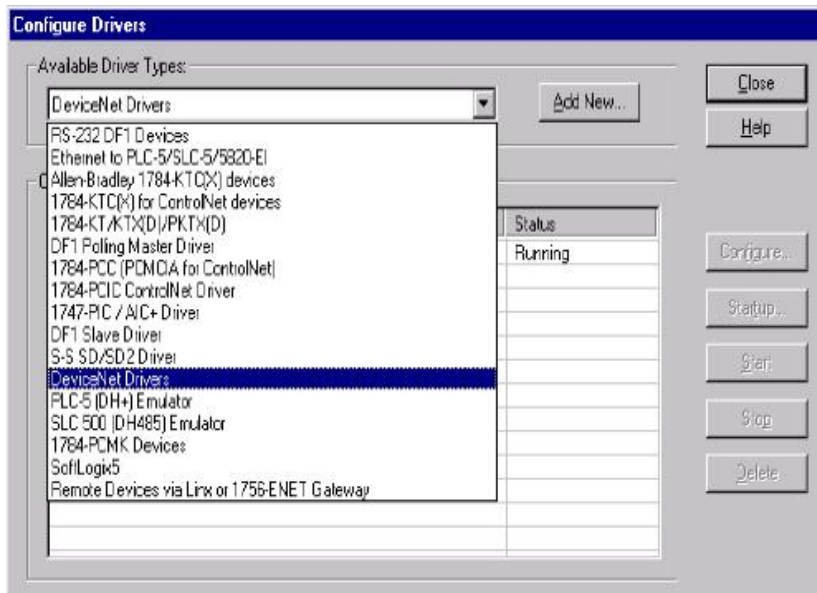 Configure Drivers
Available Driver Types:
DeviceNet Drivers
Add New...
Close
Help
RS-232 DF1 Devices
Ethernet to PLC-5/SLC-5/5820-EI
Allen-Bradley 1784-KTC(X) devices
1784-KTC(X) for ControlNet devices
1784-KT/KTX(D)/PKTX(D)
DF1 Polling Master Driver
1784-PCC (PCMCIA for ControlNet)
1784-PCIC ControlNet Driver
1747-PIC / AIC+ Driver
DF1 Slave Driver
S-S SD/SD2 Driver
DeviceNet Drivers
PLC-5 (DH+) Emulator
SLC 500 (DH485) Emulator
1784-PCMK Devices
SoftLogix5
Remote Devices via Linx or 1756-ENET Gateway
Status
Running
Configure...
Startup...
Start
Stop
Delete